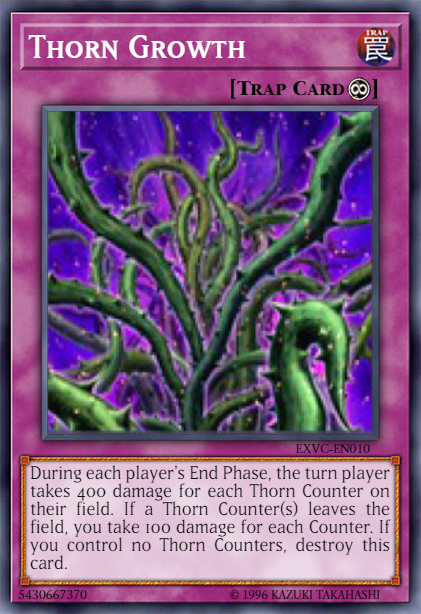 THORN GROWTH
TRAP
罠
[TRAP CARD]
EXVC-EN010
During each player's End Phase, the turn player
takes 400 damage for each Thorn Counter on
their field. If a Thorn Counter(s) leaves the
field, you take 100 damage for each Counter. If
you control no Thorn Counters, destroy this
card.
5430667370
© 1996 KAZUKI TAKAHASHI